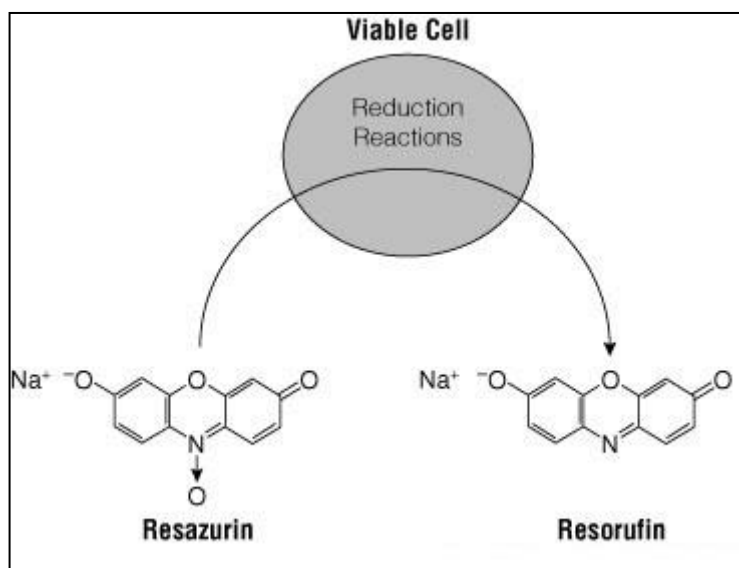 Viable Cell
Reduction
Reactions
Na⁺ ⁻O O O
N
O
Resazurin
Na⁺ ⁻O O O
N
Resorufin